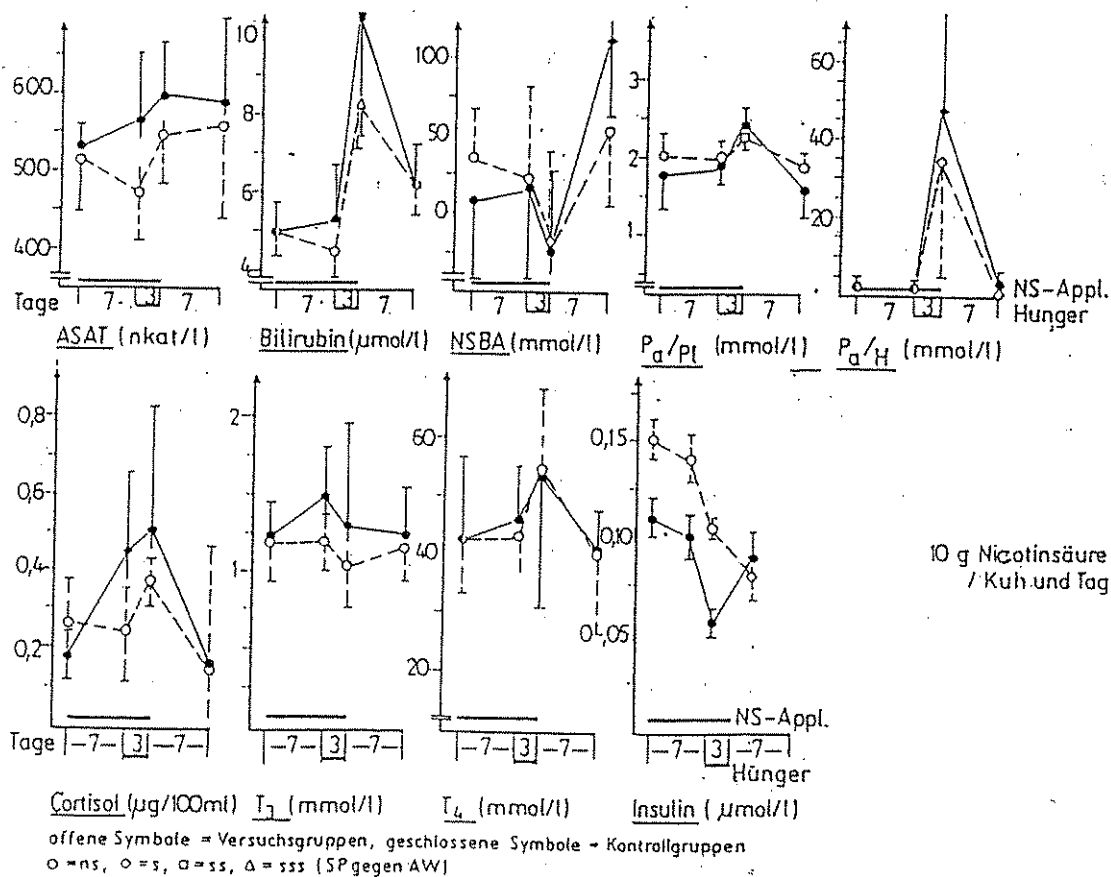 600
500
400
10
8
6
4
100
50
0
3
2
1
60
40
20
Tage 7 3 7 7 3 7 7 3 7 7 3 7 7 3 7 NS-Appl.
Hunger
ASAT (nkat/l) Bilirubin (µmol/l) NSBA (mmol/l) Pa/Pl (mmol/l) Pa/H (mmol/l)
0,8
0,6
0,4
0,2
2
1
60
40
20
0,15
0,10
0,05
10 g Nicotinsäure
/ Kuh und Tag
NS-Appl.
Tage |–7– 3 –7–| |–7– 3 –7–| |–7– 3 –7–| |–7– 3 –7–|
Hünger
Cortisol (µg/100ml) T3 (mmol/l) T4 (mmol/l) Insulin (µmol/l)
offene Symbole = Versuchsgruppen, geschlossene Symbole = Kontrollgruppen
○ =ns, ◇ =s, □ =ss, Δ = sss (SP gegen AW)